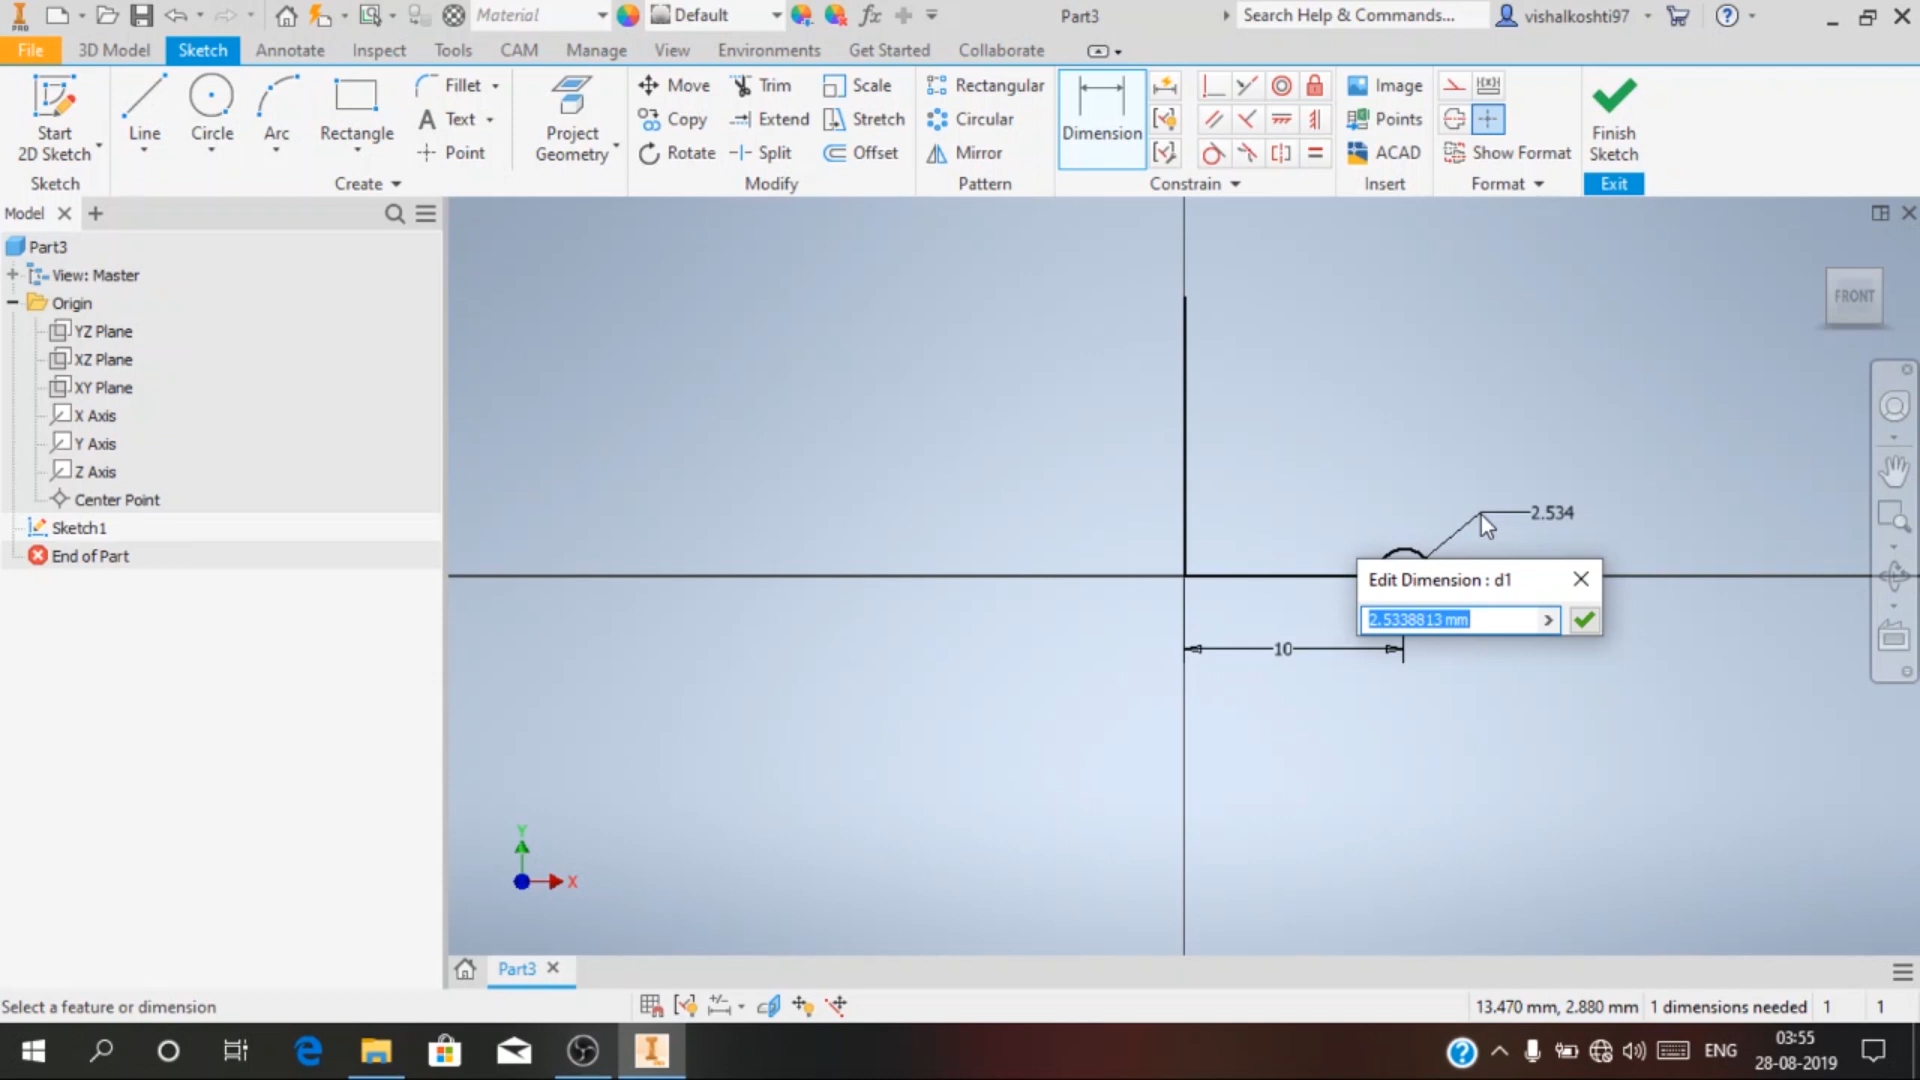 PRO
Material
Default
fx
Part3
Search Help & Commands...
vishalkoshti97
File
3D Model
Sketch
Annotate
Inspect
Tools
CAM
Manage
View
Environments
Get Started
Collaborate
Start
2D Sketch
Sketch
Line
Circle
Arc
Rectangle
Fillet
Text
Point
Create
Project
Geometry
Move
Copy
Rotate
Trim
Extend
Split
Scale
Stretch
Offset
Modify
Rectangular
Circular
Mirror
Pattern
Dimension
Constrain
Image
Points
ACAD
Insert
Show Format
Format
Finish
Sketch
Exit
Model
Part3
View: Master
Origin
YZ Plane
XZ Plane
XY Plane
X Axis
Y Axis
Z Axis
Center Point
Sketch1
End of Part
FRONT
2.534
Edit Dimension : d1
2.5338813 mm
10
Y
X
Part3
Select a feature or dimension
13.470 mm, 2.880 mm
1 dimensions needed
1
1
ENG
03:55
28-08-2019